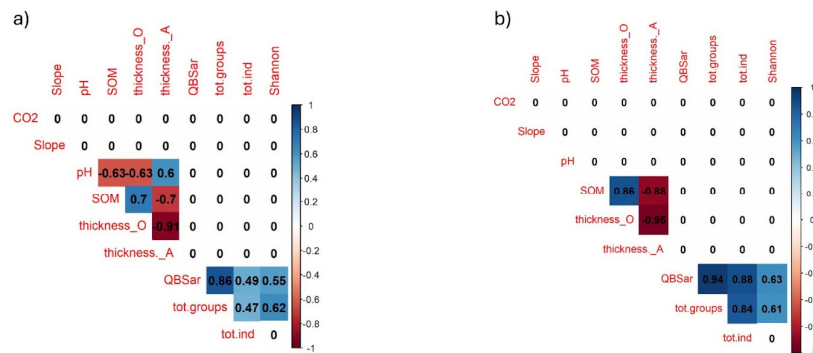 a)
Slope
pH
SOM
thickness_O
thickness._A
QBSar
tot.groups
tot.ind
Shannon
CO2 0 0 0 0 0 0 0 0 0
Slope 0 0 0 0 0 0 0 0
pH -0.63 -0.63 0.6 0 0 0 0
SOM 0.7 -0.7 0 0 0 0
thickness_O -0.91 0 0 0 0
thickness._A 0 0 0 0
QBSar 0.86 0.49 0.55
tot.groups 0.47 0.62
tot.ind 0
1
0.8
0.6
0.4
0.2
0
-0.2
-0.4
-0.6
-0.8
-1
b)
Slope
pH
SOM
thickness_O
thickness._A
QBSar
tot.groups
tot.ind
Shannon
CO2 0 0 0 0 0 0 0 0 0
Slope 0 0 0 0 0 0 0 0
pH 0 0 0 0 0 0 0
SOM 0.86 -0.88 0 0 0 0
thickness_O -0.95 0 0 0 0
thickness._A 0 0 0 0
QBSar 0.94 0.88 0.63
tot.groups 0.84 0.61
tot.ind 0